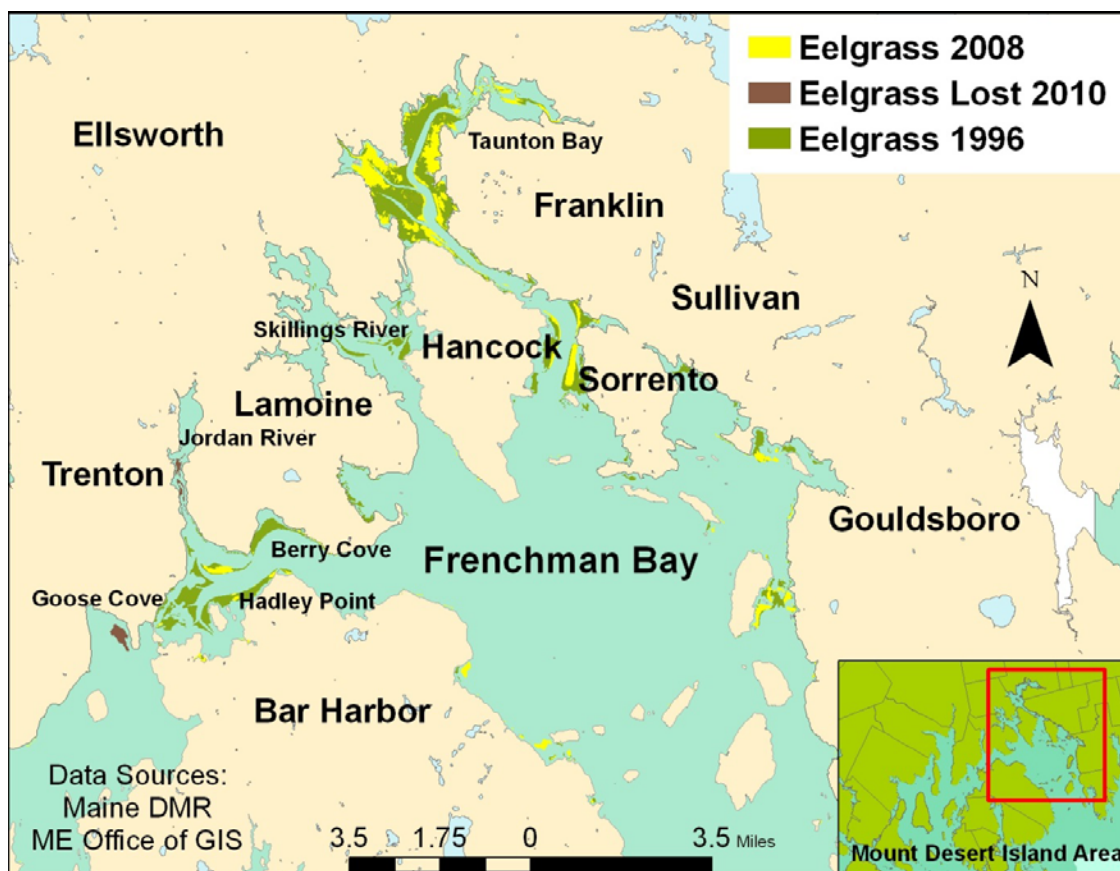 Eelgrass 2008
Eelgrass Lost 2010
Eelgrass 1996
Ellsworth
Taunton Bay
Franklin
N
Sullivan
Skillings River
Hancock
Sorrento
Lamoine
Jordan River
Trenton
Gouldsboro
Berry Cove
Frenchman Bay
Goose Cove
Hadley Point
Bar Harbor
Data Sources:
Maine DMR
ME Office of GIS
3.5 1.75 0 3.5 Miles
Mount Desert Island Area